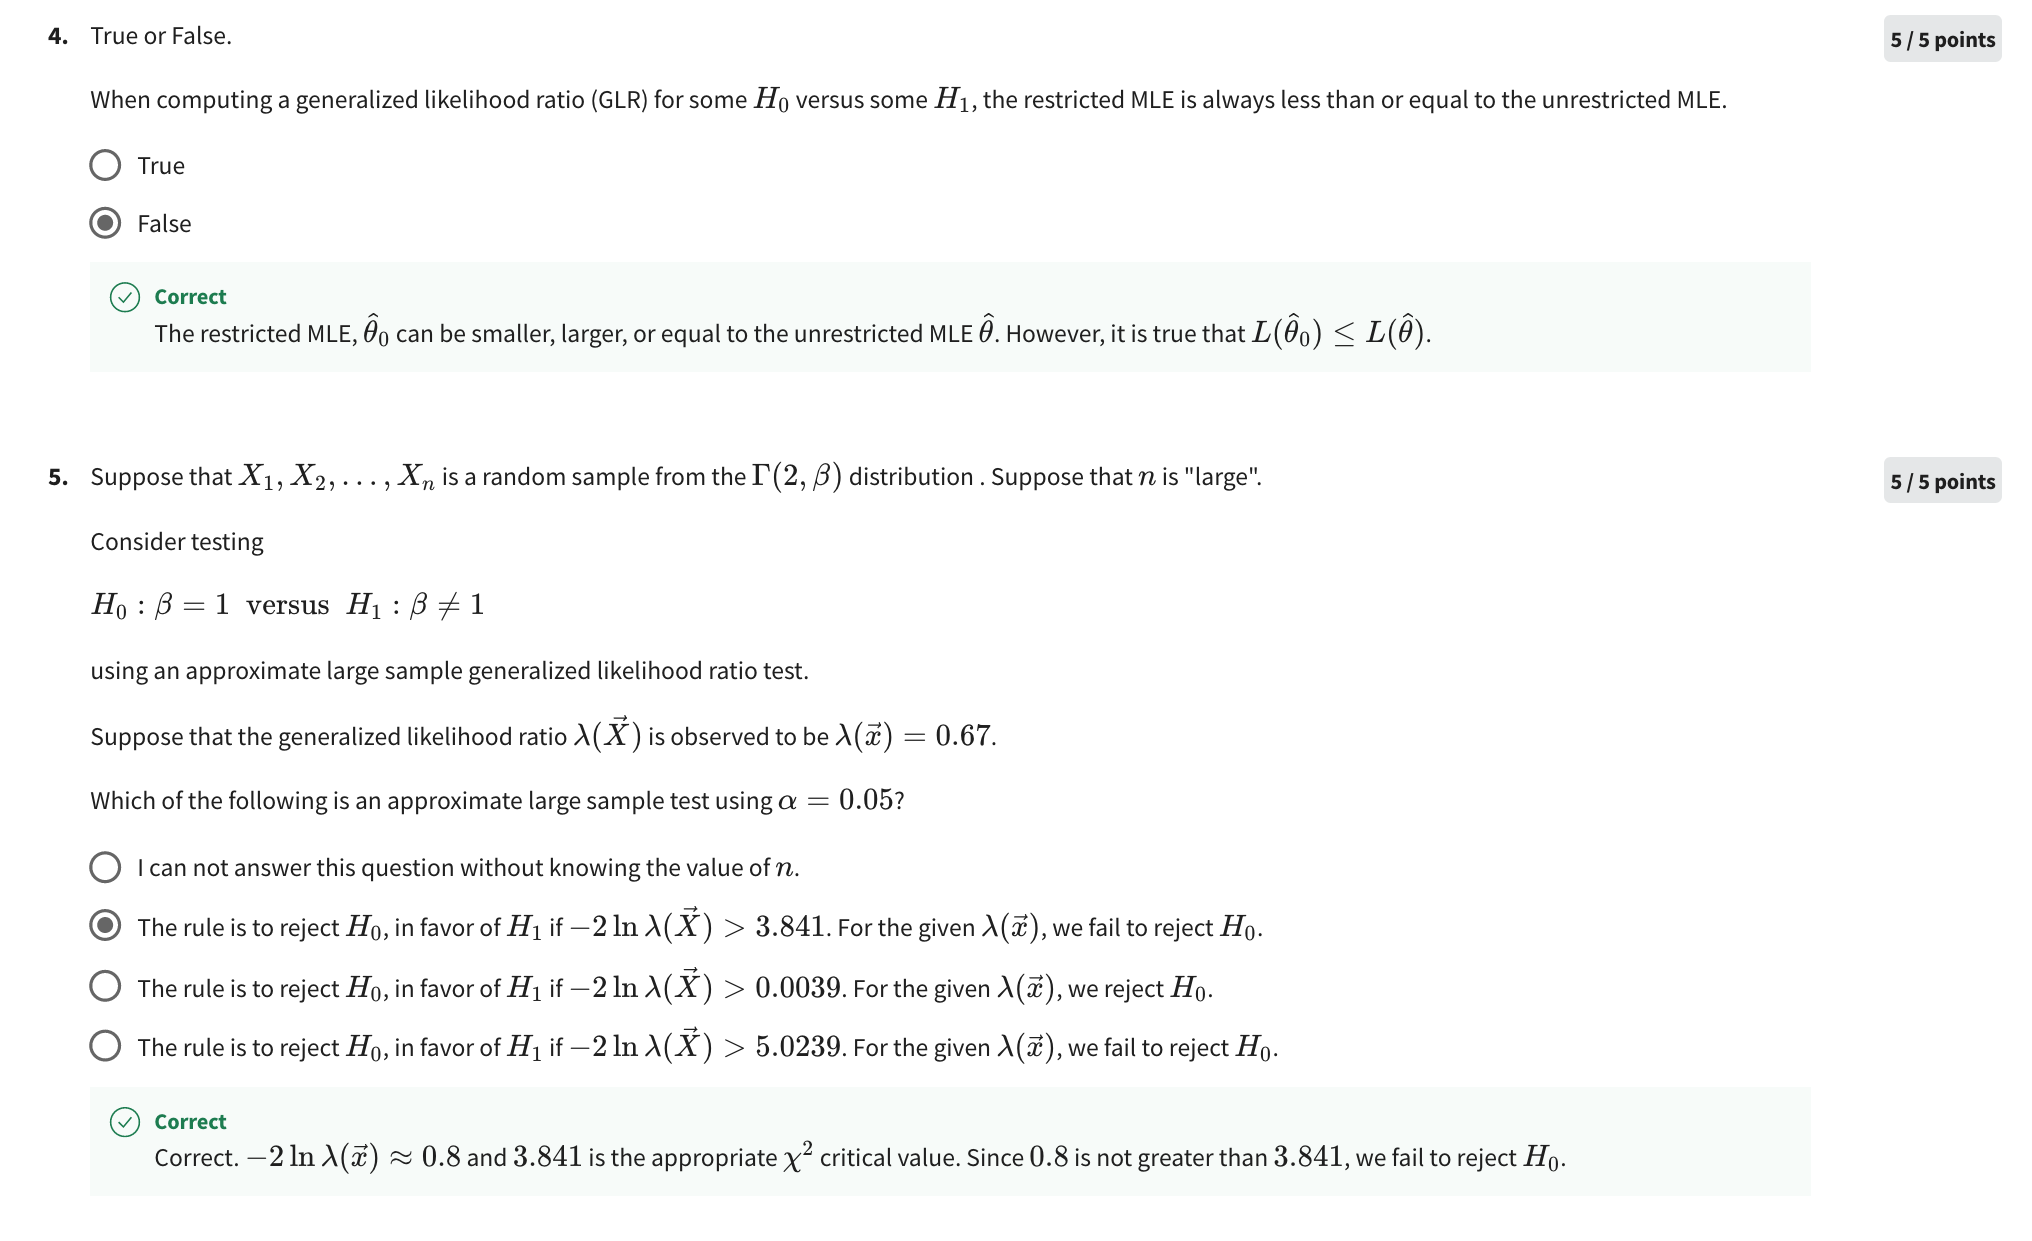 4. True or False.
5 / 5 points
When computing a generalized likelihood ratio (GLR) for some $H_0$ versus some $H_1$, the restricted MLE is always less than or equal to the unrestricted MLE.
True
False
Correct
The restricted MLE, $\hat{\theta}_0$ can be smaller, larger, or equal to the unrestricted MLE $\hat{\theta}$. However, it is true that $L(\hat{\theta}_0) \leq L(\hat{\theta})$.
5. Suppose that $X_1, X_2, \ldots, X_n$ is a random sample from the $\Gamma(2, \beta)$ distribution . Suppose that $n$ is "large".
5 / 5 points
Consider testing
$H_0 : \beta = 1$ versus $H_1 : \beta \neq 1$
using an approximate large sample generalized likelihood ratio test.
Suppose that the generalized likelihood ratio $\lambda(\vec{X})$ is observed to be $\lambda(\vec{x}) = 0.67$.
Which of the following is an approximate large sample test using $\alpha = 0.05$?
I can not answer this question without knowing the value of $n$.
The rule is to reject $H_0$, in favor of $H_1$ if $-2 \ln \lambda(\vec{X}) > 3.841$. For the given $\lambda(\vec{x})$, we fail to reject $H_0$.
The rule is to reject $H_0$, in favor of $H_1$ if $-2 \ln \lambda(\vec{X}) > 0.0039$. For the given $\lambda(\vec{x})$, we reject $H_0$.
The rule is to reject $H_0$, in favor of $H_1$ if $-2 \ln \lambda(\vec{X}) > 5.0239$. For the given $\lambda(\vec{x})$, we fail to reject $H_0$.
Correct
Correct. $-2 \ln \lambda(\vec{x}) \approx 0.8$ and $3.841$ is the appropriate $\chi^2$ critical value. Since $0.8$ is not greater than $3.841$, we fail to reject $H_0$.